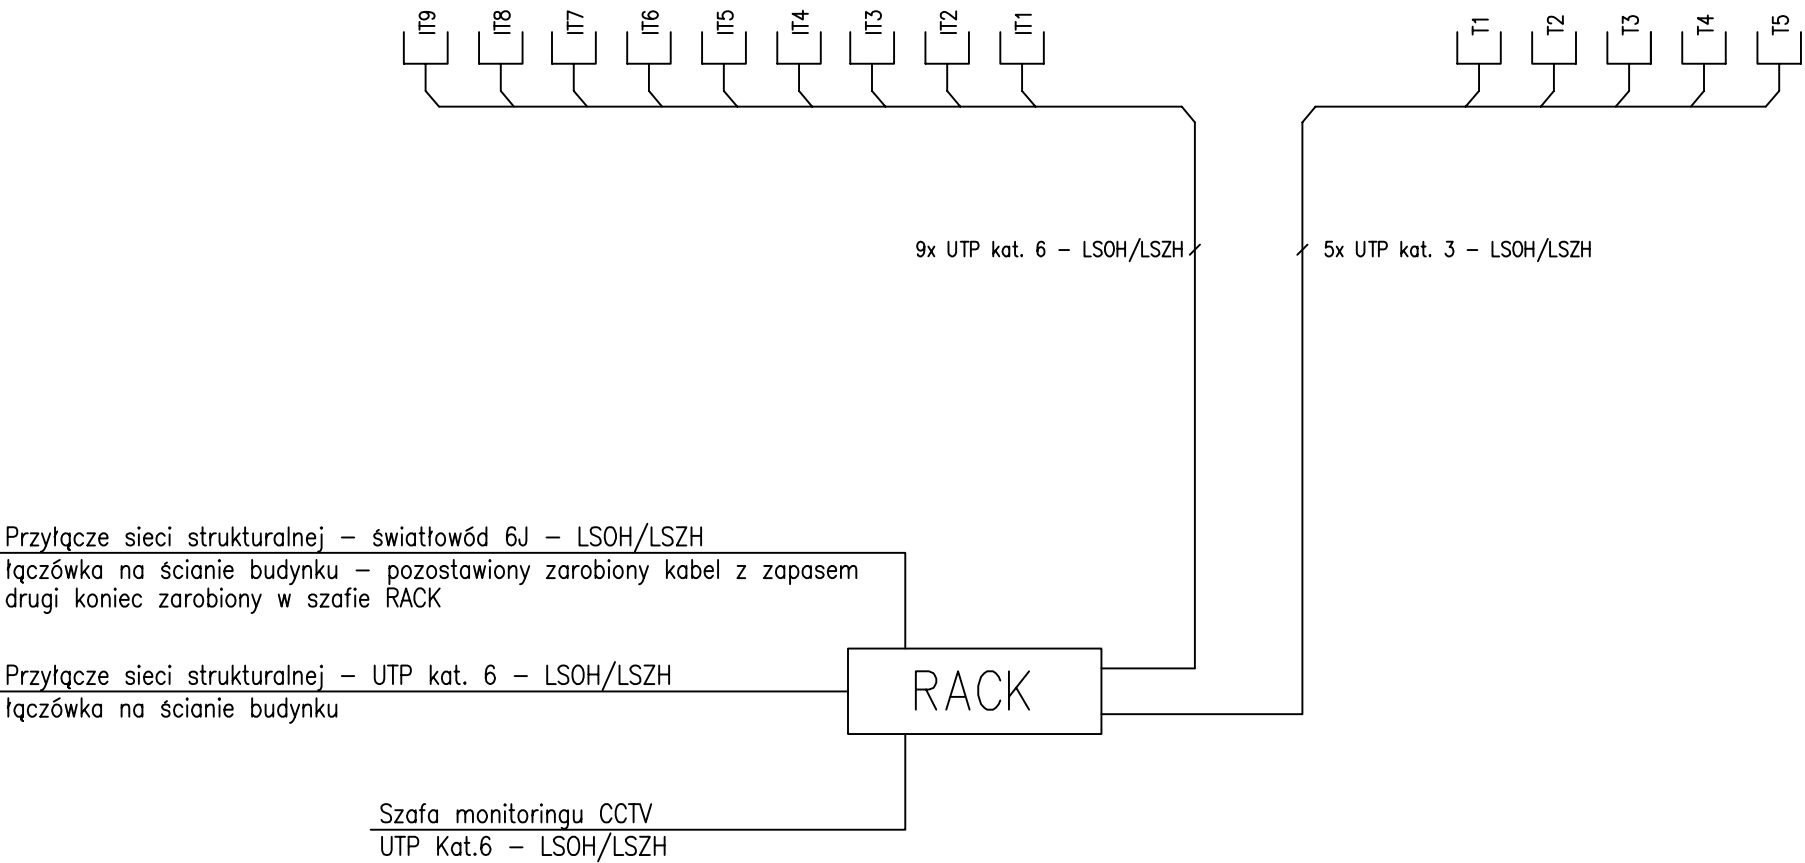 IT9
IT8
IT7
IT6
IT5
IT4
IT3
IT2
IT1
T1
T2
T3
T4
T5
9x UTP kat. 6 – LSOH/LSZH
5x UTP kat. 3 – LSOH/LSZH
Przyłącze sieci strukturalnej – światłowód 6J – LSOH/LSZH
łączówka na ścianie budynku – pozostawiony zarobiony kabel z zapasem
drugi koniec zarobiony w szafie RACK
Przyłącze sieci strukturalnej – UTP kat. 6 – LSOH/LSZH
łączówka na ścianie budynku
RACK
Szafa monitoringu CCTV
UTP Kat.6 – LSOH/LSZH